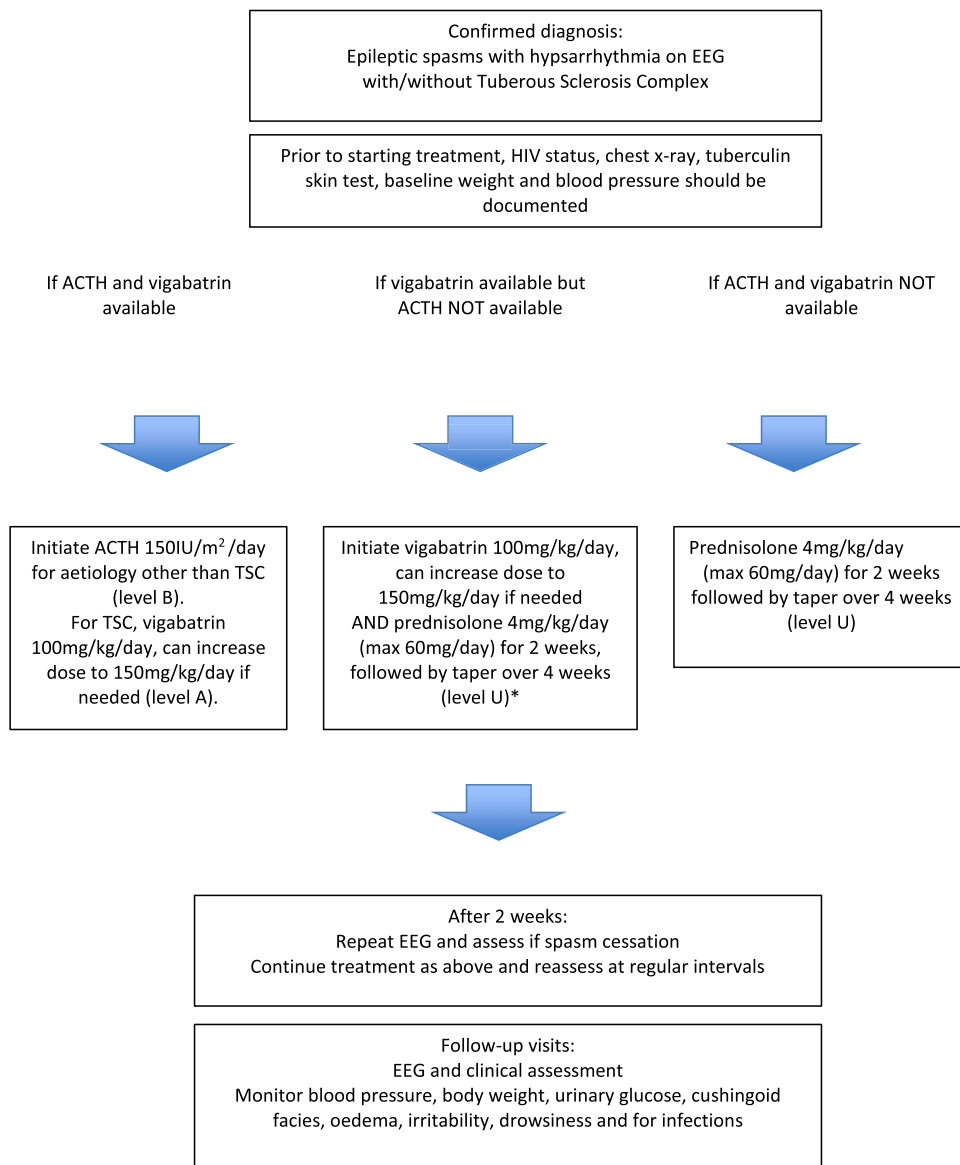 Confirmed diagnosis:
Epileptic spasms with hypsarrhythmia on EEG
with/without Tuberous Sclerosis Complex
Prior to starting treatment, HIV status, chest x-ray, tuberculin
skin test, baseline weight and blood pressure should be
documented
If ACTH and vigabatrin
available
If vigabatrin available but
ACTH NOT available
If ACTH and vigabatrin NOT
available
Initiate ACTH 150IU/m² /day
for aetiology other than TSC
(level B).
For TSC, vigabatrin
100mg/kg/day, can increase
dose to 150mg/kg/day if
needed (level A).
Initiate vigabatrin 100mg/kg/day,
can increase dose to
150mg/kg/day if needed
AND prednisolone 4mg/kg/day
(max 60mg/day) for 2 weeks,
followed by taper over 4 weeks
(level U)*
Prednisolone 4mg/kg/day
(max 60mg/day) for 2 weeks
followed by taper over 4 weeks
(level U)
After 2 weeks:
Repeat EEG and assess if spasm cessation
Continue treatment as above and reassess at regular intervals
Follow-up visits:
EEG and clinical assessment
Monitor blood pressure, body weight, urinary glucose, cushingoid
facies, oedema, irritability, drowsiness and for infections